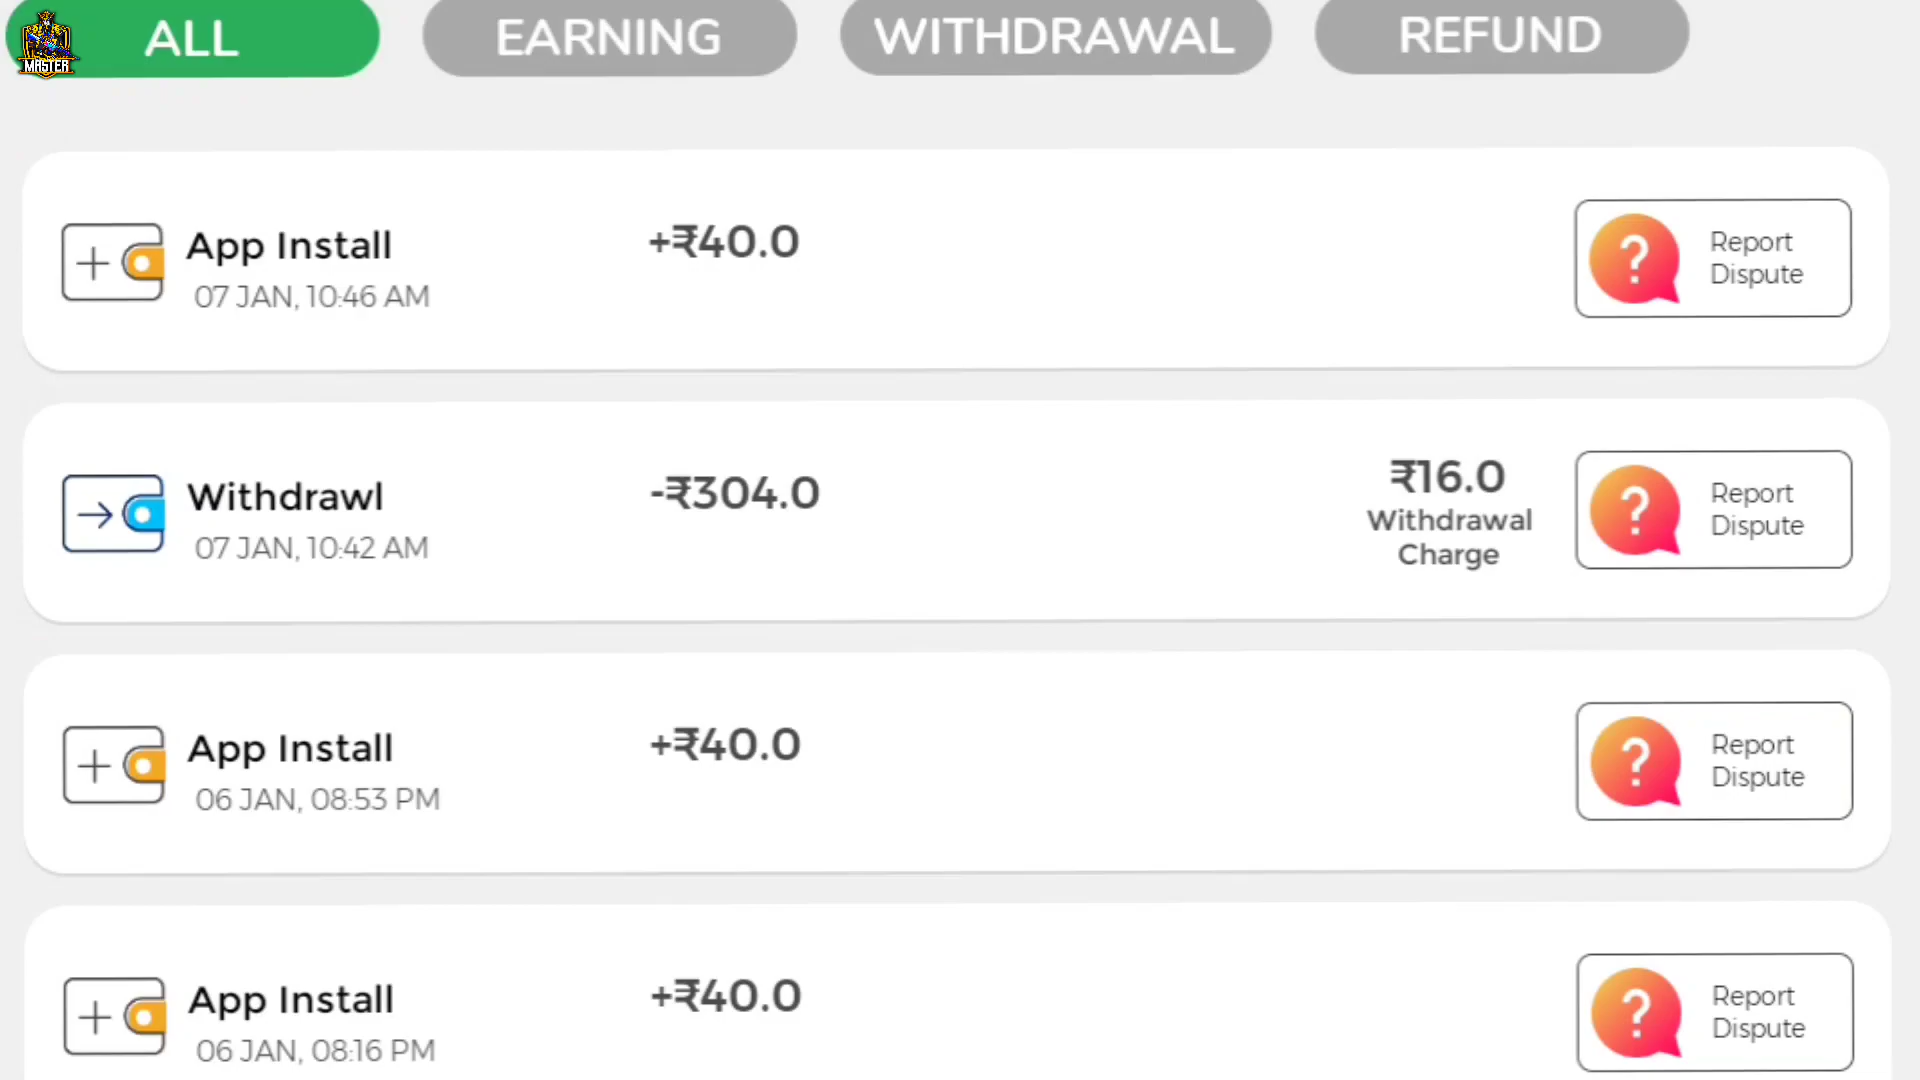 MASTER
ALL
EARNING
WITHDRAWAL
REFUND
App Install
07 JAN, 10:46 AM
+₹40.0
Report
Dispute
Withdrawl
07 JAN, 10:42 AM
-₹304.0
₹16.0
Withdrawal
Charge
Report
Dispute
App Install
06 JAN, 08:53 PM
+₹40.0
Report
Dispute
App Install
06 JAN, 08:16 PM
+₹40.0
Report
Dispute